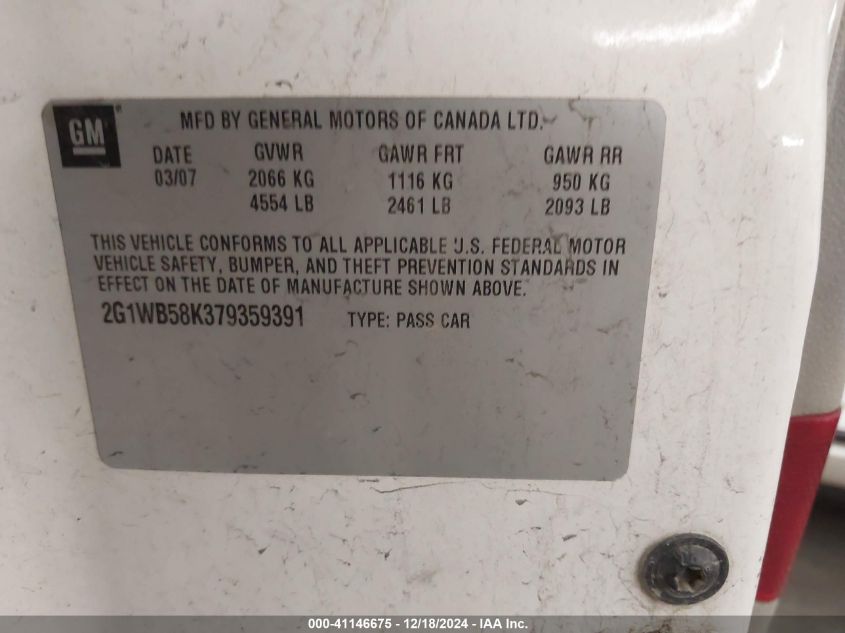 GM
MFD BY GENERAL MOTORS OF CANADA LTD.
DATE GVWR GAWR FRT GAWR RR
03/07 2066 KG 1116 KG 950 KG
4554 LB 2461 LB 2093 LB
THIS VEHICLE CONFORMS TO ALL APPLICABLE U.S. FEDERAL MOTOR
VEHICLE SAFETY, BUMPER, AND THEFT PREVENTION STANDARDS IN
EFFECT ON THE DATE OF MANUFACTURE SHOWN ABOVE.
2G1WB58K379359391 TYPE: PASS CAR
000-41146675 - 12/18/2024 - IAA Inc.